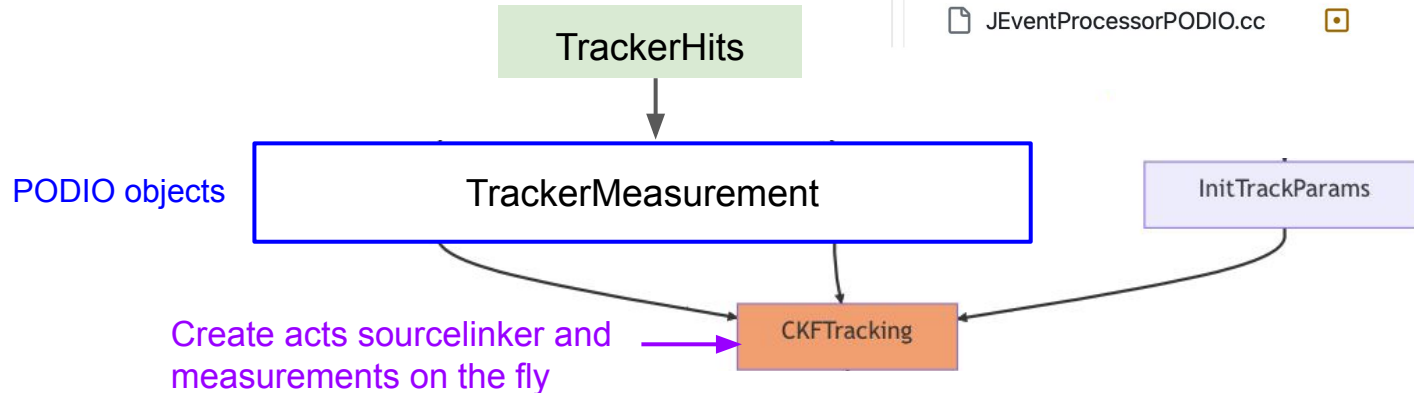 JEventProcessorPODIO.cc
TrackerHits
PODIO objects
TrackerMeasurement
InitTrackParams
CKFTracking
Create acts sourcelinker and
measurements on the fly